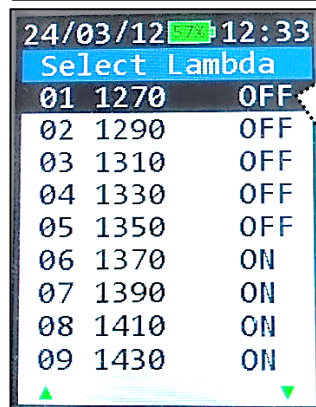 24/03/12 57% 12:33
Select Lambda
01 1270 OFF
02 1290 OFF
03 1310 OFF
04 1330 OFF
05 1350 OFF
06 1370 ON
07 1390 ON
08 1410 ON
09 1430 ON